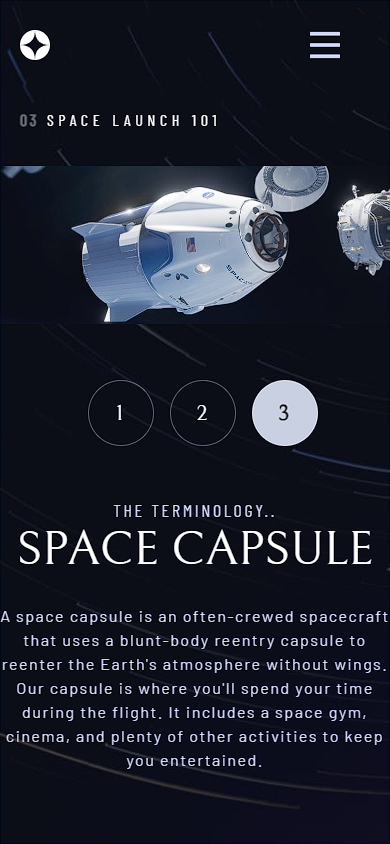 03 SPACE LAUNCH 101
SPACEX
1 2 3
THE TERMINOLOGY..
SPACE CAPSULE
A space capsule is an often-crewed spacecraft
that uses a blunt-body reentry capsule to
reenter the Earth's atmosphere without wings.
Our capsule is where you'll spend your time
during the flight. It includes a space gym,
cinema, and plenty of other activities to keep
you entertained.